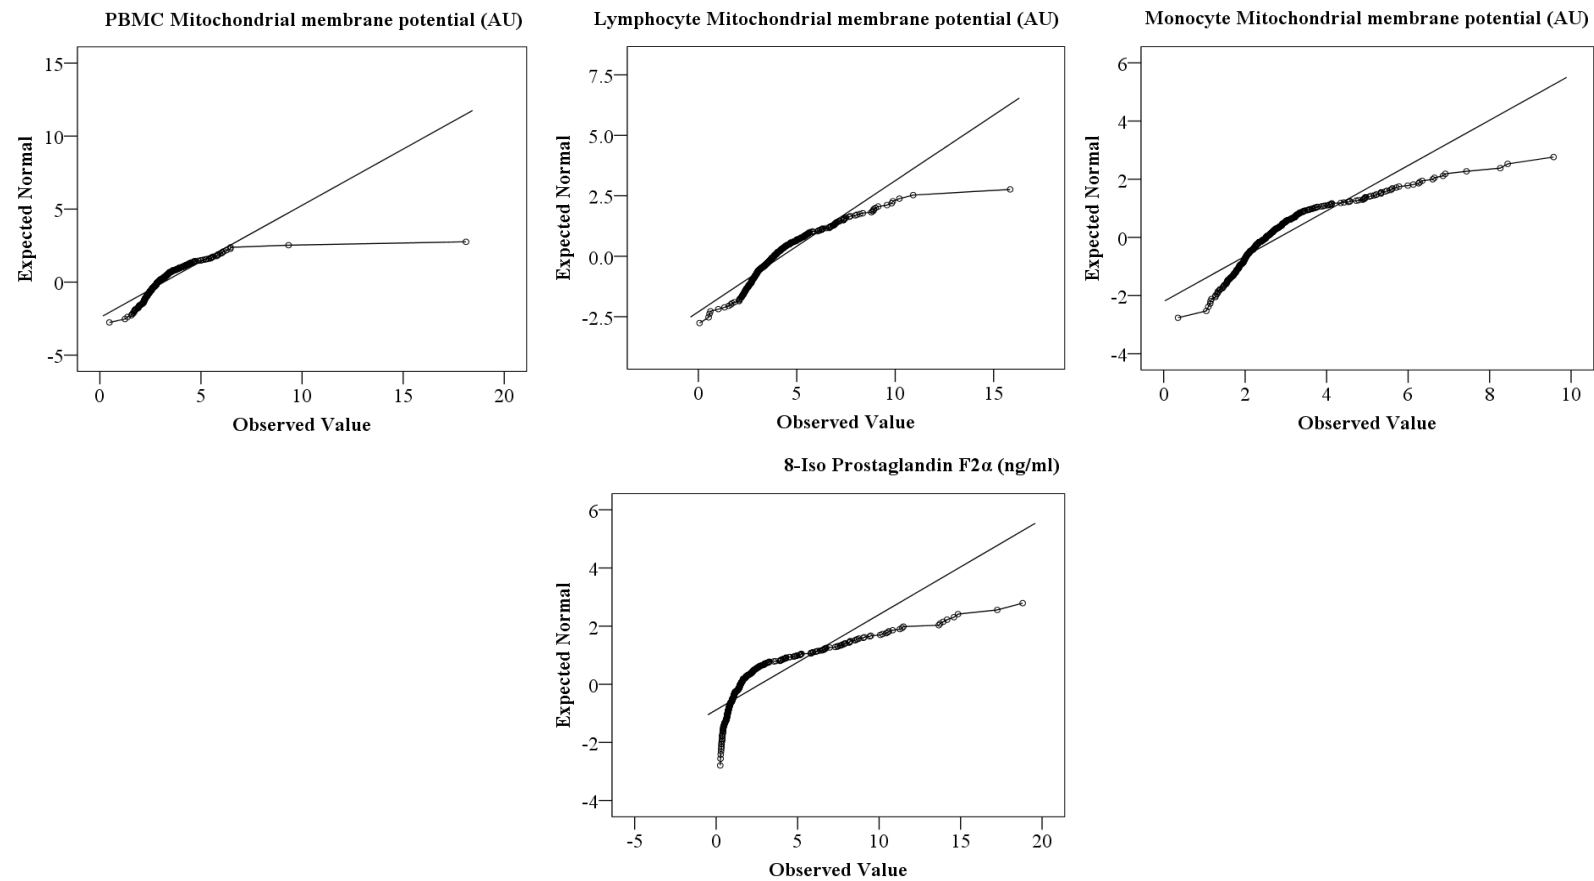 PBMC Mitochondrial membrane potential (AU)
15
10
5
0
-5
Expected Normal
0 5 10 15 20
Observed Value
Lymphocyte Mitochondrial membrane potential (AU)
7.5
5.0
2.5
0.0
-2.5
Expected Normal
0 5 10 15
Observed Value
Monocyte Mitochondrial membrane potential (AU)
6
4
2
0
-2
-4
Expected Normal
0 2 4 6 8 10
Observed Value
8-Iso Prostaglandin F2α (ng/ml)
6
4
2
0
-2
-4
Expected Normal
-5 0 5 10 15 20
Observed Value